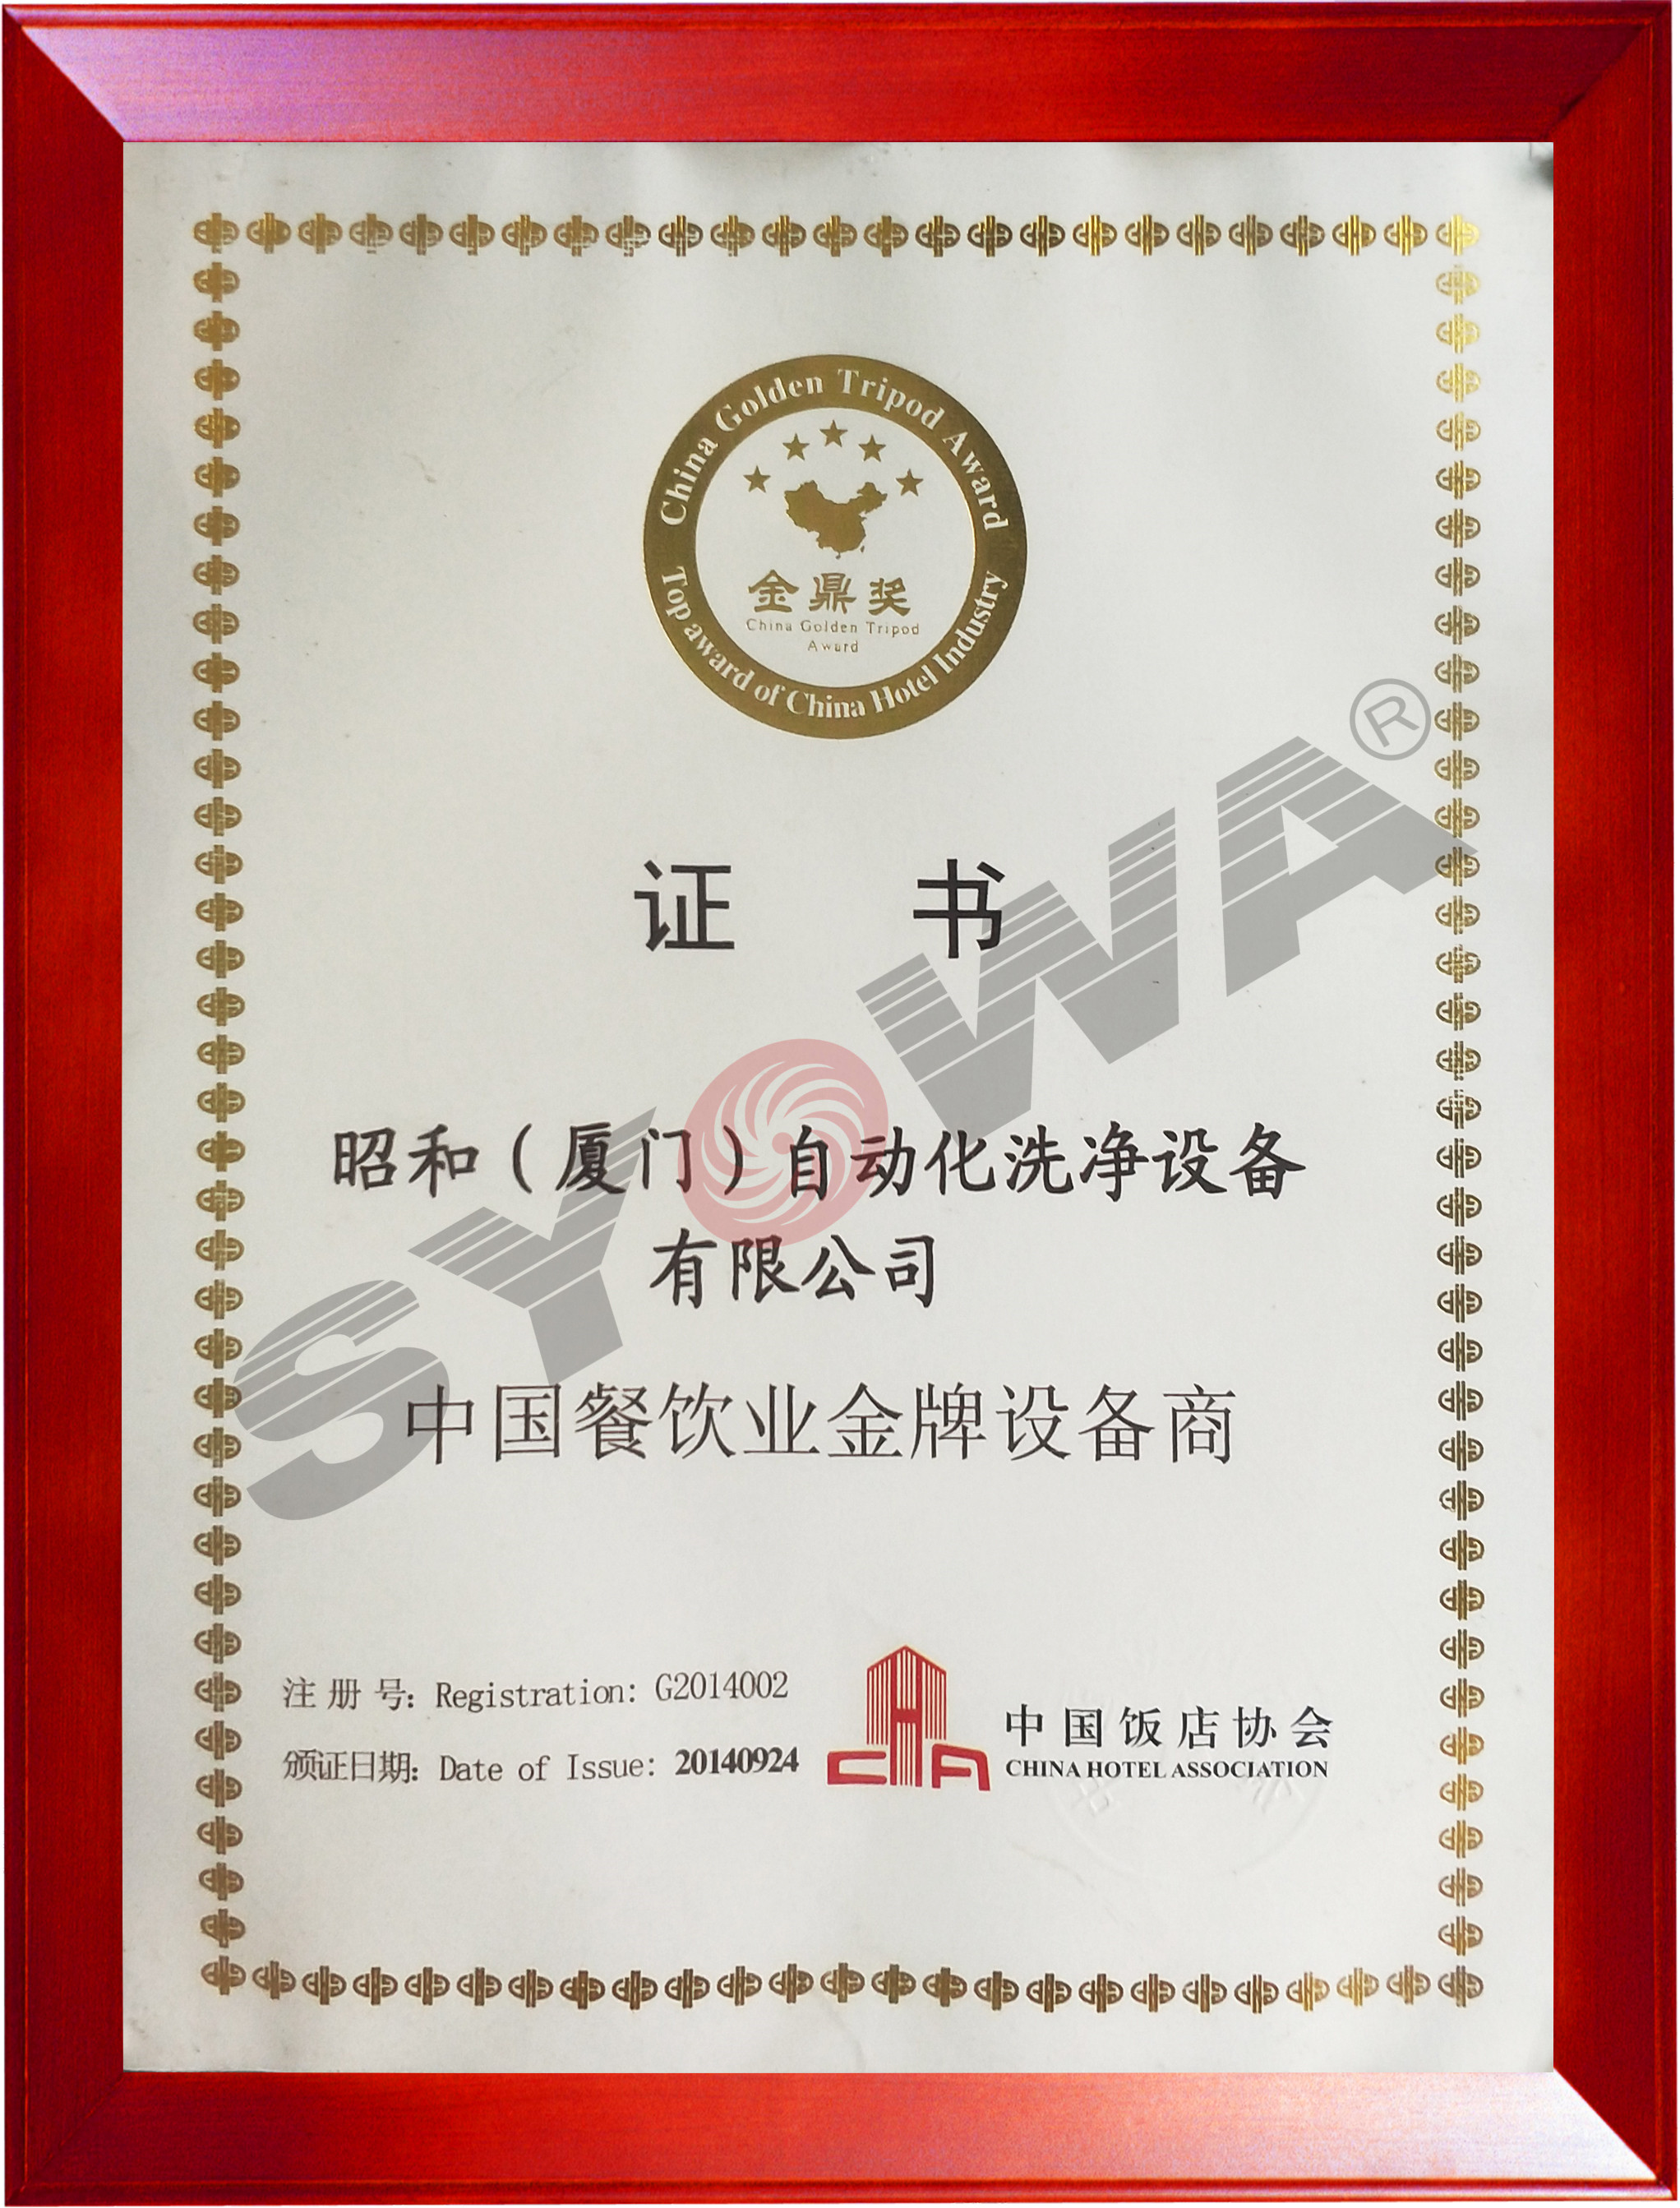 China Golden Tripod Award
金鼎奖
China Golden Tripod
Award
Top award of China Hotel Industry
证 书
SYOWA®
昭和（厦门）自动化洗净设备
有限公司
中国餐饮业金牌设备商
注 册 号: Registration: G2014002
颁证日期: Date of Issue: 20140924
CHA
中国饭店协会
CHINA HOTEL ASSOCIATION